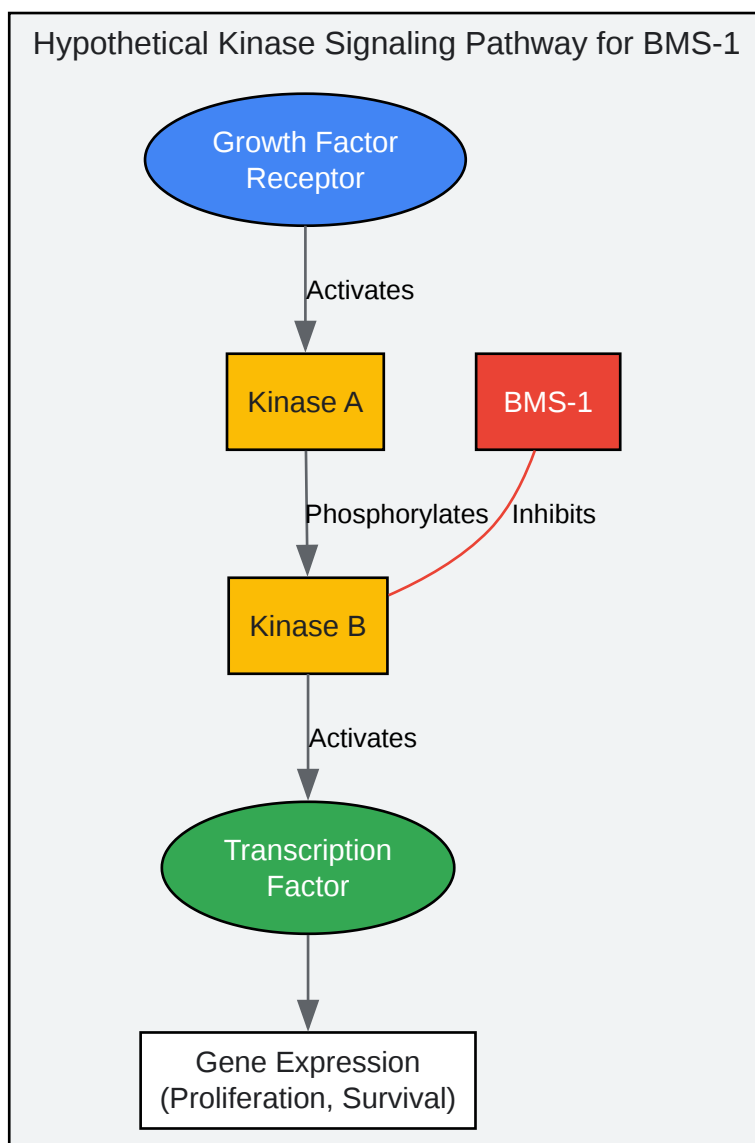 Hypothetical Kinase Signaling Pathway for BMS-1
Growth Factor
Receptor
Activates
Kinase A
BMS-1
Phosphorylates
Inhibits
Kinase B
Activates
Transcription
Factor
Gene Expression
(Proliferation, Survival)